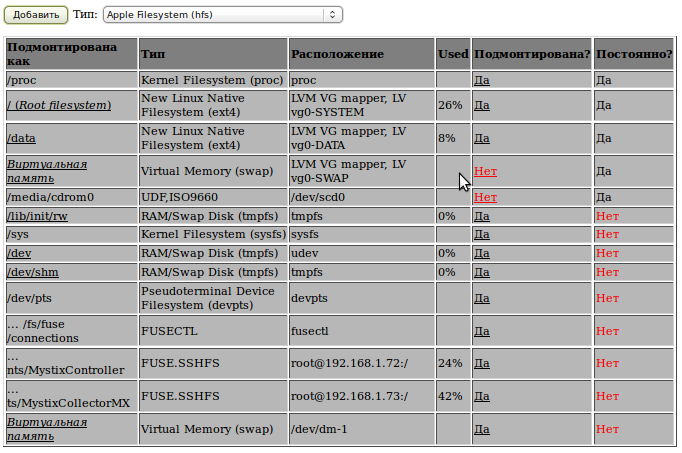 Добавить Тип: Apple Filesystem (hfs)
Подмонтирована как Тип Расположение Used Подмонтирована? Постоянно?
/proc Kernel Filesystem (proc) proc Да Да
/ (Root filesystem) New Linux Native Filesystem (ext4) LVM VG mapper, LV vg0-SYSTEM 26% Да Да
/data New Linux Native Filesystem (ext4) LVM VG mapper, LV vg0-DATA 8% Да Да
Виртуальная память Virtual Memory (swap) LVM VG mapper, LV vg0-SWAP Нет Да
/media/cdrom0 UDF,ISO9660 /dev/scd0 Нет Да
/lib/init/rw RAM/Swap Disk (tmpfs) tmpfs 0% Да Нет
/sys Kernel Filesystem (sysfs) sysfs Да Нет
/dev RAM/Swap Disk (tmpfs) udev 0% Да Нет
/dev/shm RAM/Swap Disk (tmpfs) tmpfs 0% Да Нет
/dev/pts Pseudoterminal Device Filesystem (devpts) devpts Да Нет
... /fs/fuse /connections FUSECTL fusectl Да Нет
... nts/MystixController FUSE.SSHFS root@192.168.1.72:/ 24% Да Нет
... ts/MystixCollectorMX FUSE.SSHFS root@192.168.1.73:/ 42% Да Нет
Виртуальная память Virtual Memory (swap) /dev/dm-1 Да Нет